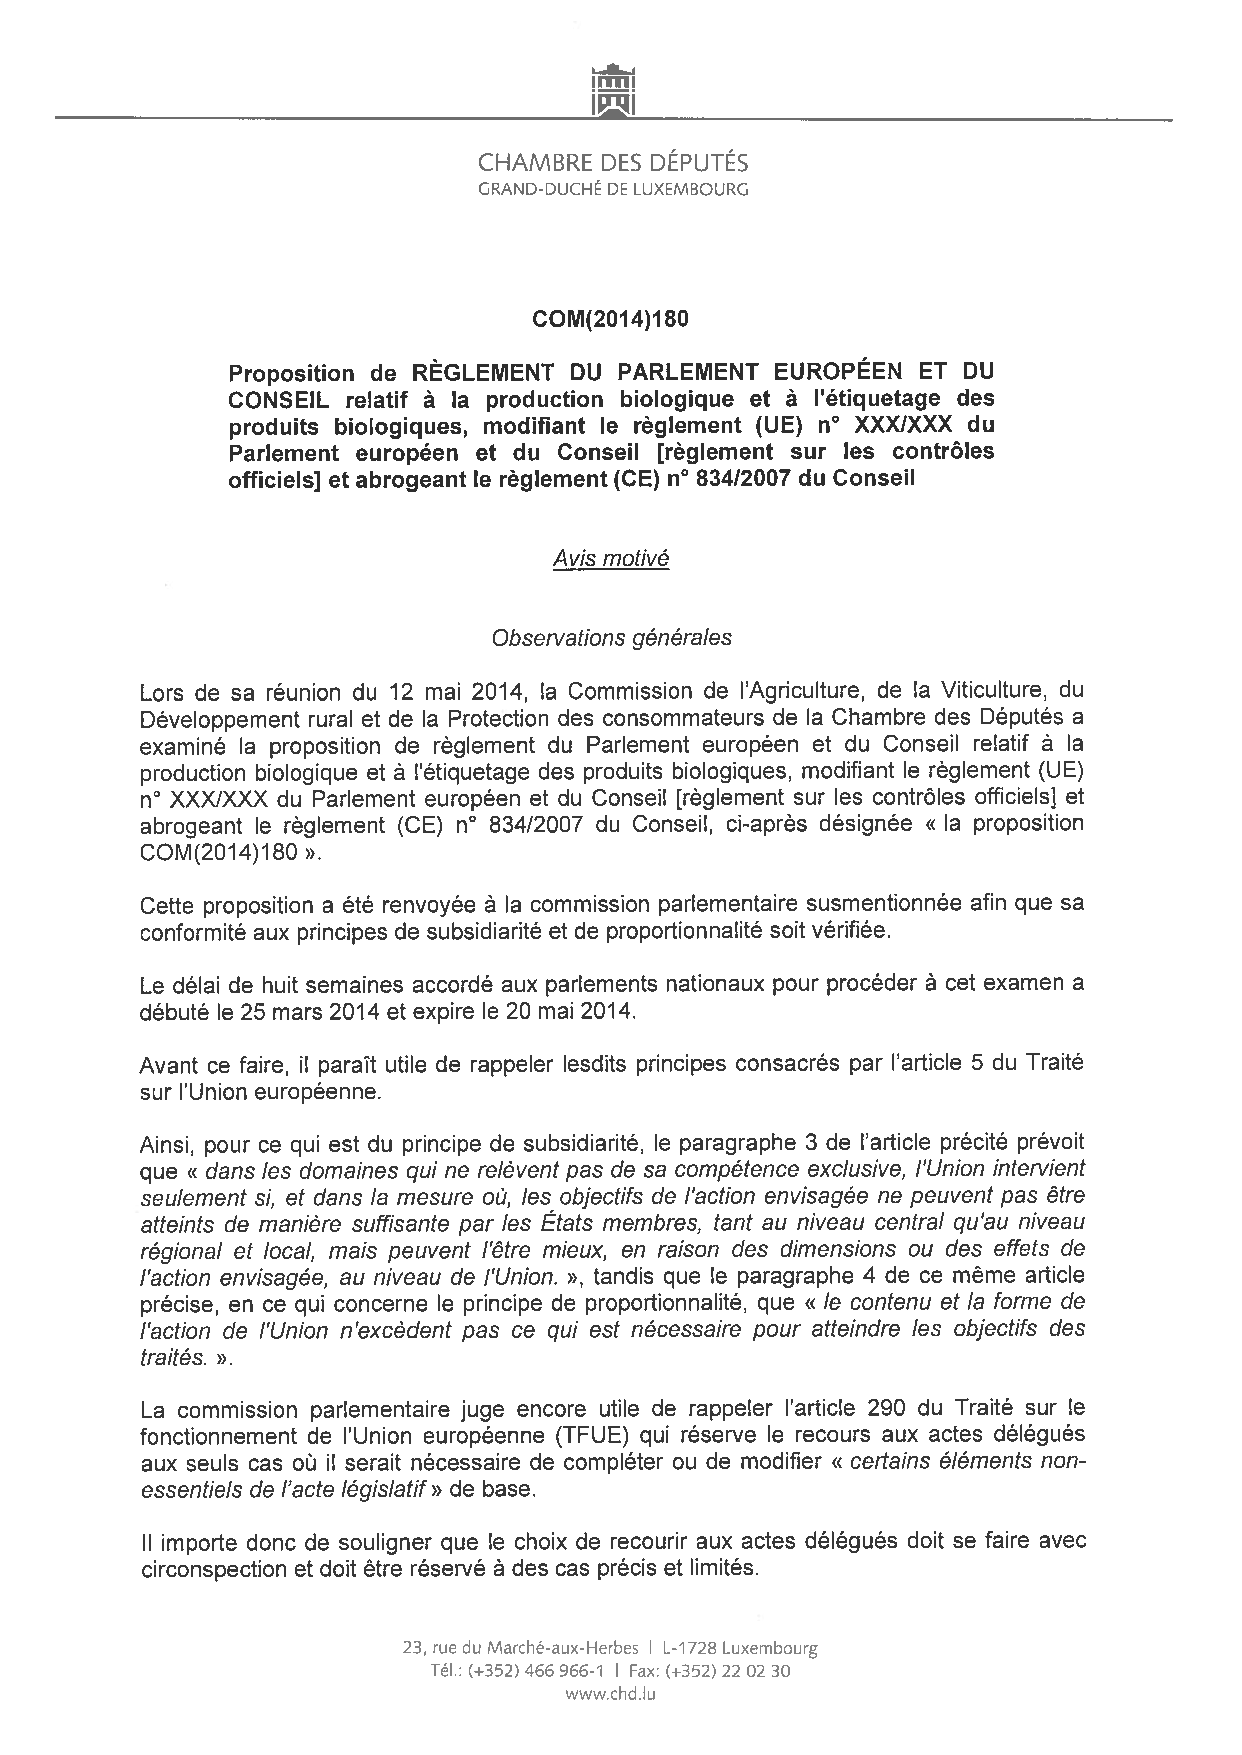 CHAMBRE DES DÉPUTÉS
GRAND-DUCHÉ DE LUXEMBOURG
COM(2014)180
Proposition de RÈGLEMENT DU PARLEMENT EUROPÉEN ET DU
CONSEIL relatif à la production biologique et à l'étiquetage des
produits biologiques, modifiant le règlement (UE) n° XXX/XXX du
Parlement européen et du Conseil [règlement sur les contrôles
officiels] et abrogeant le règlement (CE) n° 834/2007 du Conseil
Avis motivé
Observations générales
Lors de sa réunion du 12 mai 2014, la Commission de l'Agriculture, de la Viticulture, du
Développement rural et de la Protection des consommateurs de la Chambre des Députés a
examiné la proposition de règlement du Parlement européen et du Conseil relatif à la
production biologique et à l'étiquetage des produits biologiques, modifiant le règlement (UE)
n° XXX/XXX du Parlement européen et du Conseil [règlement sur les contrôles officiels] et
abrogeant le règlement (CE) n° 834/2007 du Conseil, ci-après désignée « la proposition
COM(2014)180 ».
Cette proposition a été renvoyée à la commission parlementaire susmentionnée afin que sa
conformité aux principes de subsidiarité et de proportionnalité soit vérifiée.
Le délai de huit semaines accordé aux parlements nationaux pour procéder à cet examen a
débuté le 25 mars 2014 et expire le 20 mai 2014.
Avant ce faire, il paraît utile de rappeler lesdits principes consacrés par l'article 5 du Traité
sur l'Union européenne.
Ainsi, pour ce qui est du principe de subsidiarité, le paragraphe 3 de l'article précité prévoit
que « dans les domaines qui ne relèvent pas de sa compétence exclusive, l'Union intervient
seulement si, et dans la mesure où, les objectifs de l'action envisagée ne peuvent pas être
atteints de manière suffisante par les États membres, tant au niveau central qu'au niveau
régional et local, mais peuvent l'être mieux, en raison des dimensions ou des effets de
l'action envisagée, au niveau de l'Union. », tandis que le paragraphe 4 de ce même article
précise, en ce qui concerne le principe de proportionnalité, que « le contenu et la forme de
l'action de l'Union n'excèdent pas ce qui est nécessaire pour atteindre les objectifs des
traités. ».
La commission parlementaire juge encore utile de rappeler l'article 290 du Traité sur le
fonctionnement de l'Union européenne (TFUE) qui réserve le recours aux actes délégués
aux seuls cas où il serait nécessaire de compléter ou de modifier « certains éléments non-
essentiels de l'acte législatif » de base.
Il importe donc de souligner que le choix de recourir aux actes délégués doit se faire avec
circonspection et doit être réservé à des cas précis et limités.
23, rue du Marché-aux-Herbes | L-1728 Luxembourg
Tél.: (+352) 466 966-1 | Fax: (+352) 22 02 30
www.chd.lu